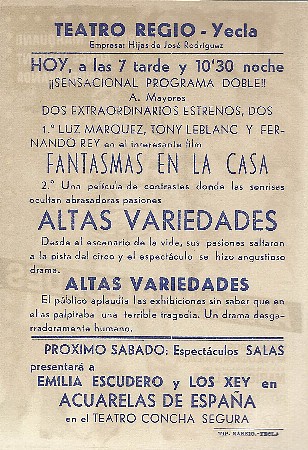 TEATRO REGIO - Yecla
Empresa: Hijas de José Rodríguez
HOY, a las 7 tarde y 10'30 noche
¡¡SENSACIONAL PROGRAMA DOBLE!!
A. Mayores
DOS EXTRAORDINARIOS ESTRENOS, DOS
1.º LUZ MARQUEZ, TONY LEBLANC Y FER-
NANDO REY en el interesante film
FANTASMAS EN LA CASA
2.º Una película de contrastes donde las sonrisas
ocultan abrasadoras pasiones
ALTAS VARIEDADES
Desde el escenario de la vida, sus pasiones saltaron
a la pista del circo y el espectáculo se hizo angustioso
drama.
ALTAS VARIEDADES
El público aplaudía las exhibiciones sin saber que en
ellas palpitaba una terrible tragedia. Un drama desga-
rradoramente humano.
PROXIMO SABADO: Espectáculos SALAS
presentará a
EMILIA ESCUDERO y LOS XEY en
ACUARELAS DE ESPAÑA
en el TEATRO CONCHA SEGURA